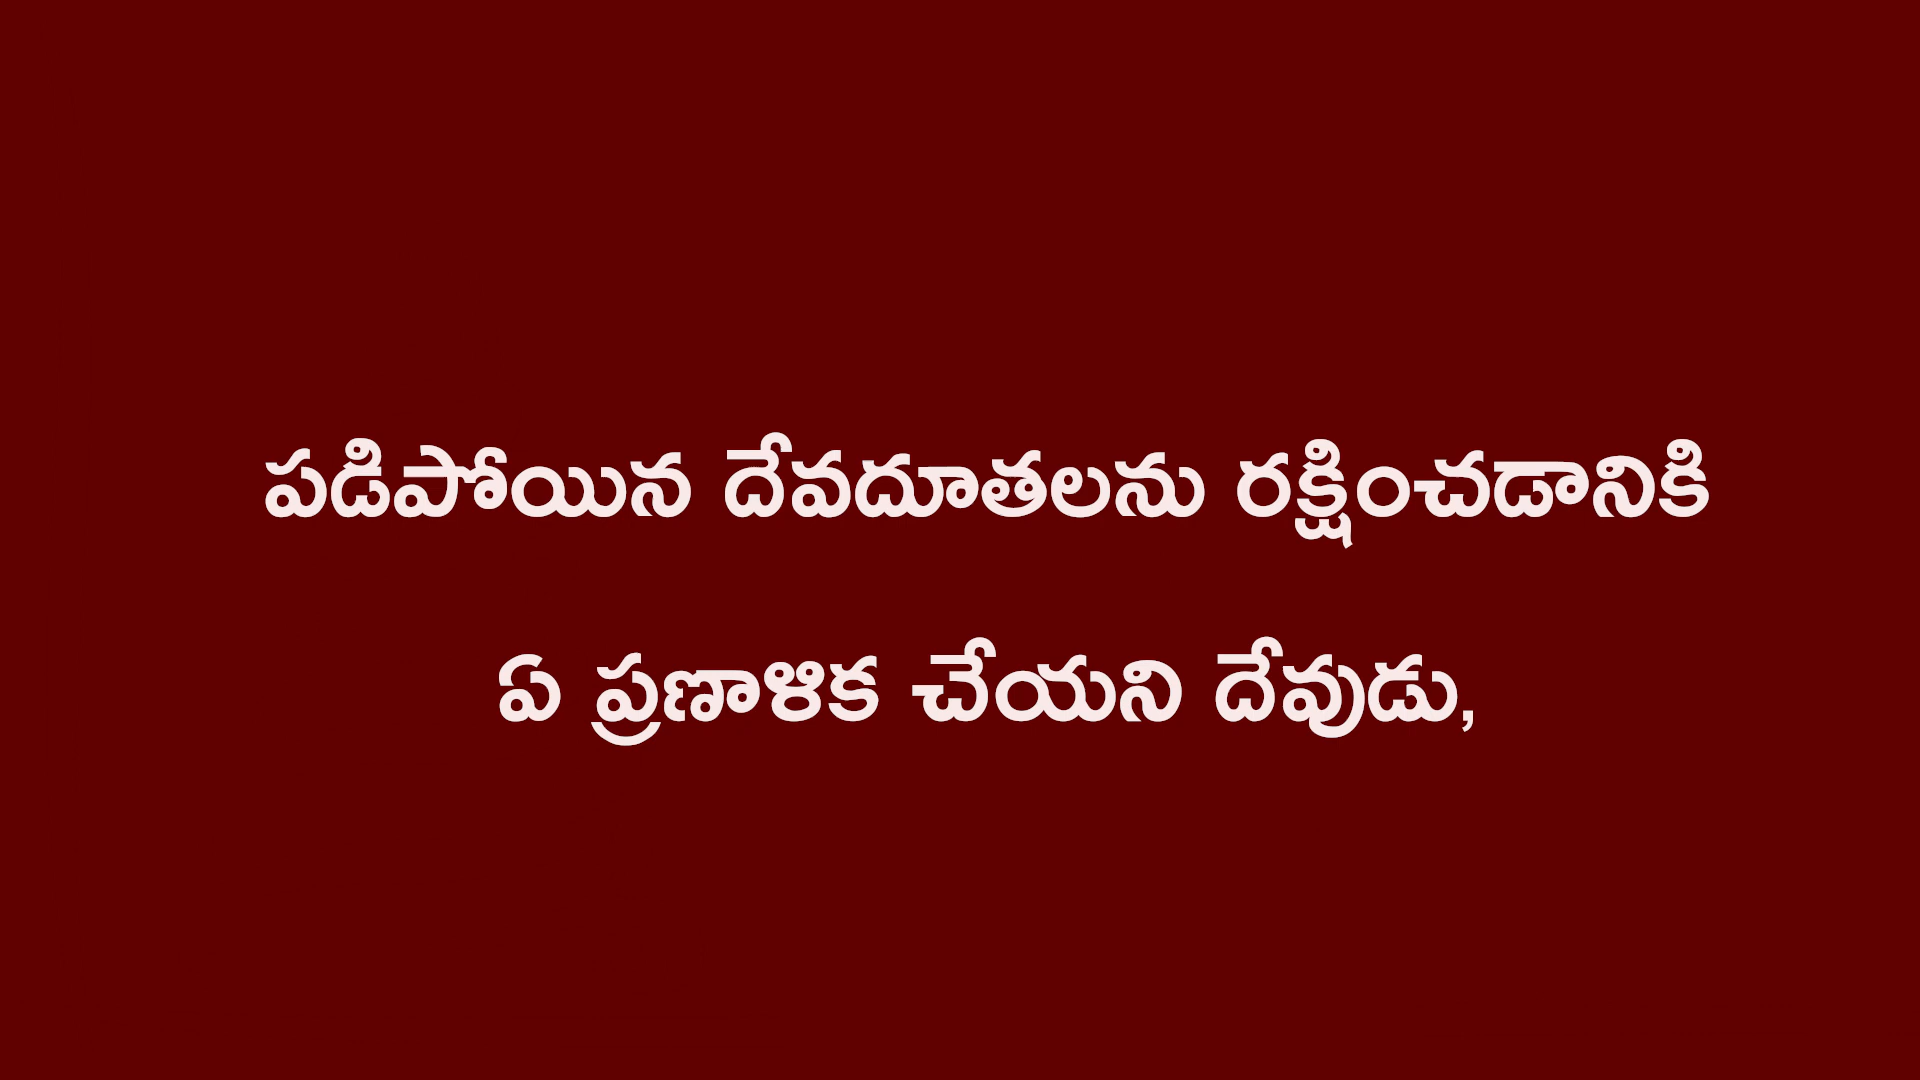 పడిపోయిన దేవదూతలను రక్షించడానికి
ఏ ప్రణాళిక చేయని దేవుడు,